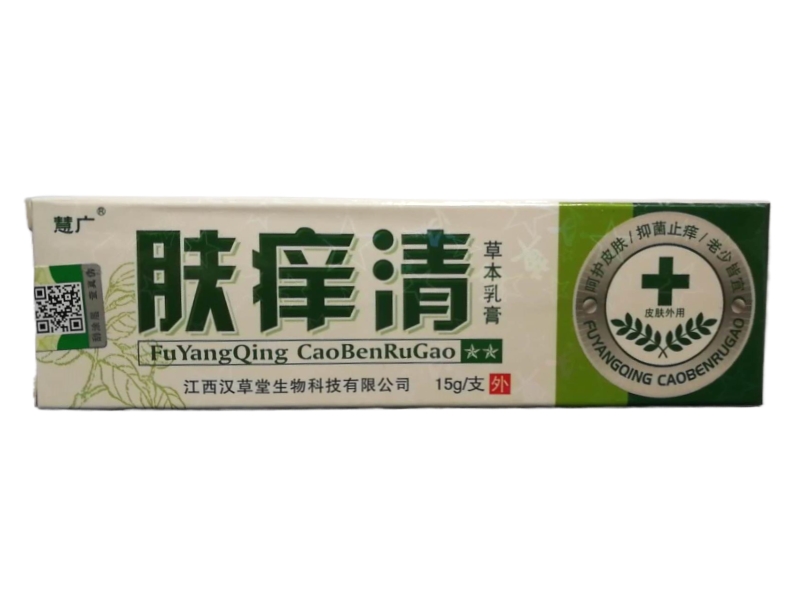 慧广®
肤痒清
草本乳膏
FuYangQing CaoBenRuGao
江西汉草堂生物科技有限公司 15g/支 外
呵护皮肤/抑菌止痒/老少皆宜
皮肤外用
FUYANGQING CAOBENRUGAO